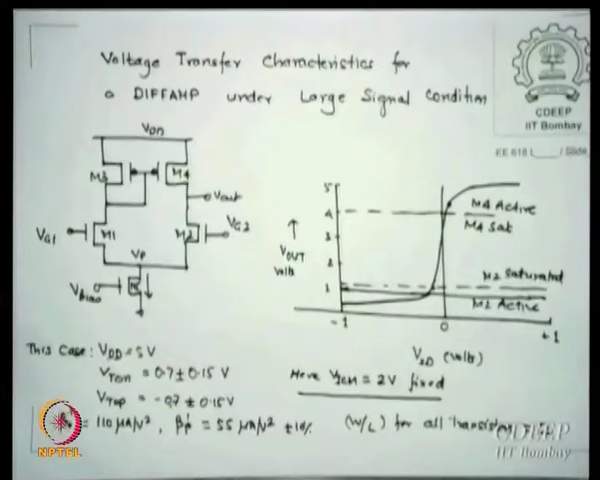 Voltage Transfer Characteristics for
a DIFFAMP under Large Signal Condition
CDEEP
IIT Bombay
EE 618 L____ / Slide
VDD
M3
M4
Vout
VG1
M1
M2
VG2
VP
VBias
5
4
3
2
1
VOUT
Volts
M4 Active
M4 Sat
M2 Saturated
M2 Active
-1
0
+1
VID (Volts)
This Case: VDD = 5V
VTon = 0.7 ± 0.15 V
VTop = -0.7 ± 0.15V
Here VICM = 2V fixed
= 110 μA/V², βp' = 55 μA/V² ±10% (W/L) for all
NPTEL
CDEEP
IIT Bombay